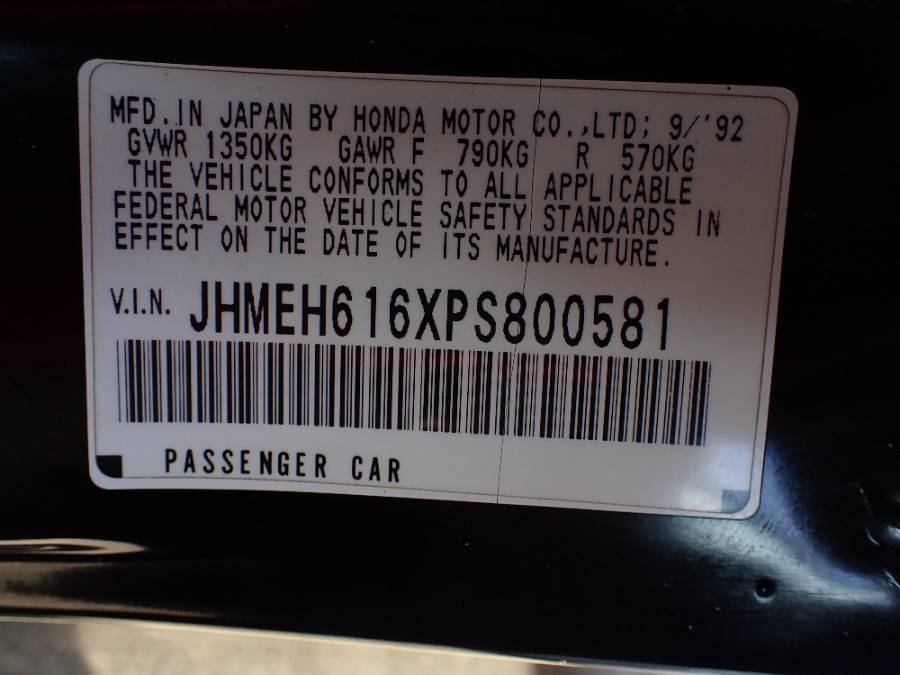 MFD. IN JAPAN BY HONDA MOTOR CO.,LTD; 9/'92
GVWR 1350KG GAWR F 790KG R 570KG
THE VEHICLE CONFORMS TO ALL APPLICABLE
FEDERAL MOTOR VEHICLE SAFETY STANDARDS IN
EFFECT ON THE DATE OF ITS MANUFACTURE.
V.I.N. JHMEH616XPS800581
PASSENGER CAR